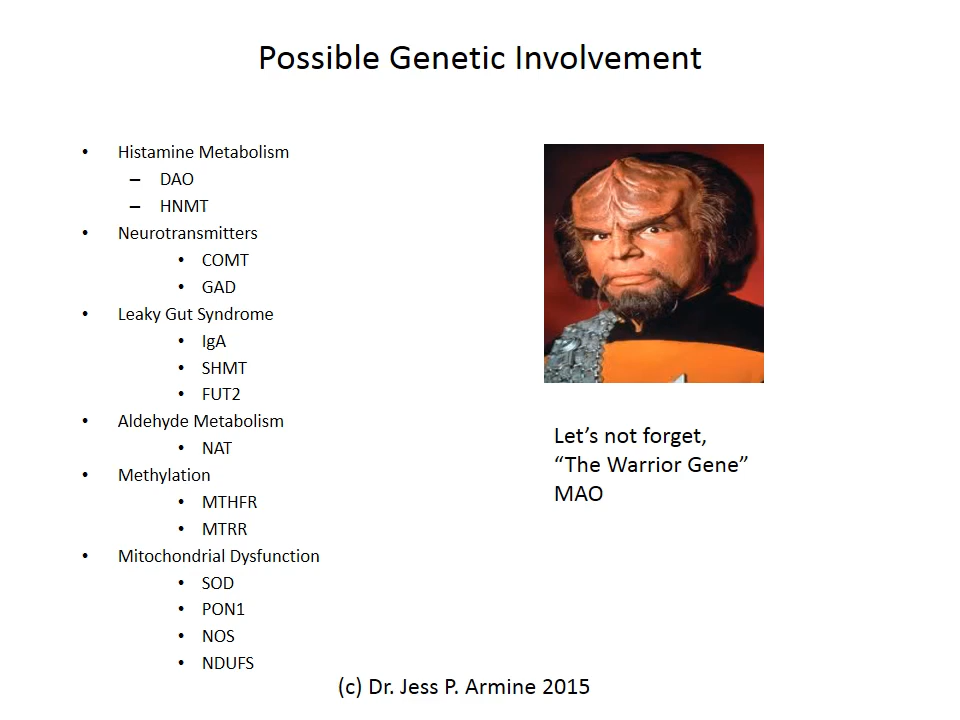 Possible Genetic Involvement
• Histamine Metabolism
– DAO
– HNMT
• Neurotransmitters
• COMT
• GAD
• Leaky Gut Syndrome
• IgA
• SHMT
• FUT2
• Aldehyde Metabolism
• NAT
• Methylation
• MTHFR
• MTRR
• Mitochondrial Dysfunction
• SOD
• PON1
• NOS
• NDUFS
Let’s not forget,
“The Warrior Gene”
MAO
(c) Dr. Jess P. Armine 2015